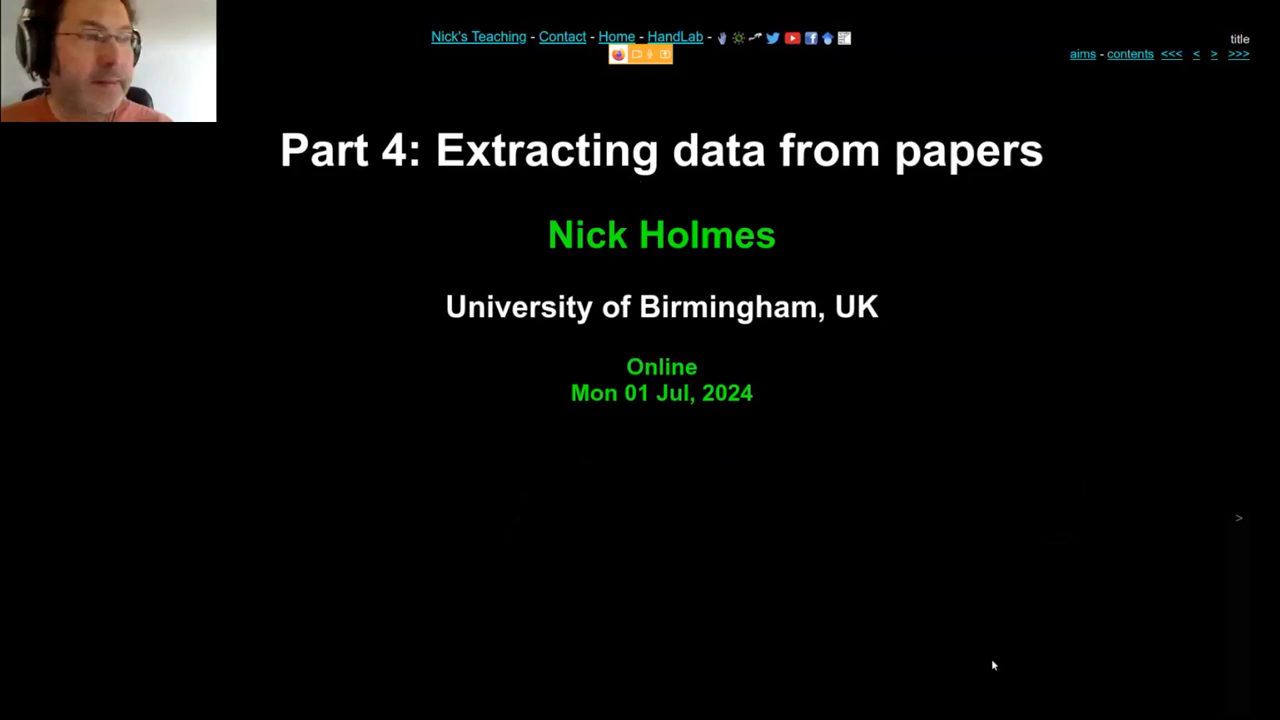 Nick's Teaching - Contact - Home - HandLab -
title
aims - contents <<< < > >>>
Part 4: Extracting data from papers
Nick Holmes
University of Birmingham, UK
Online
Mon 01 Jul, 2024
>